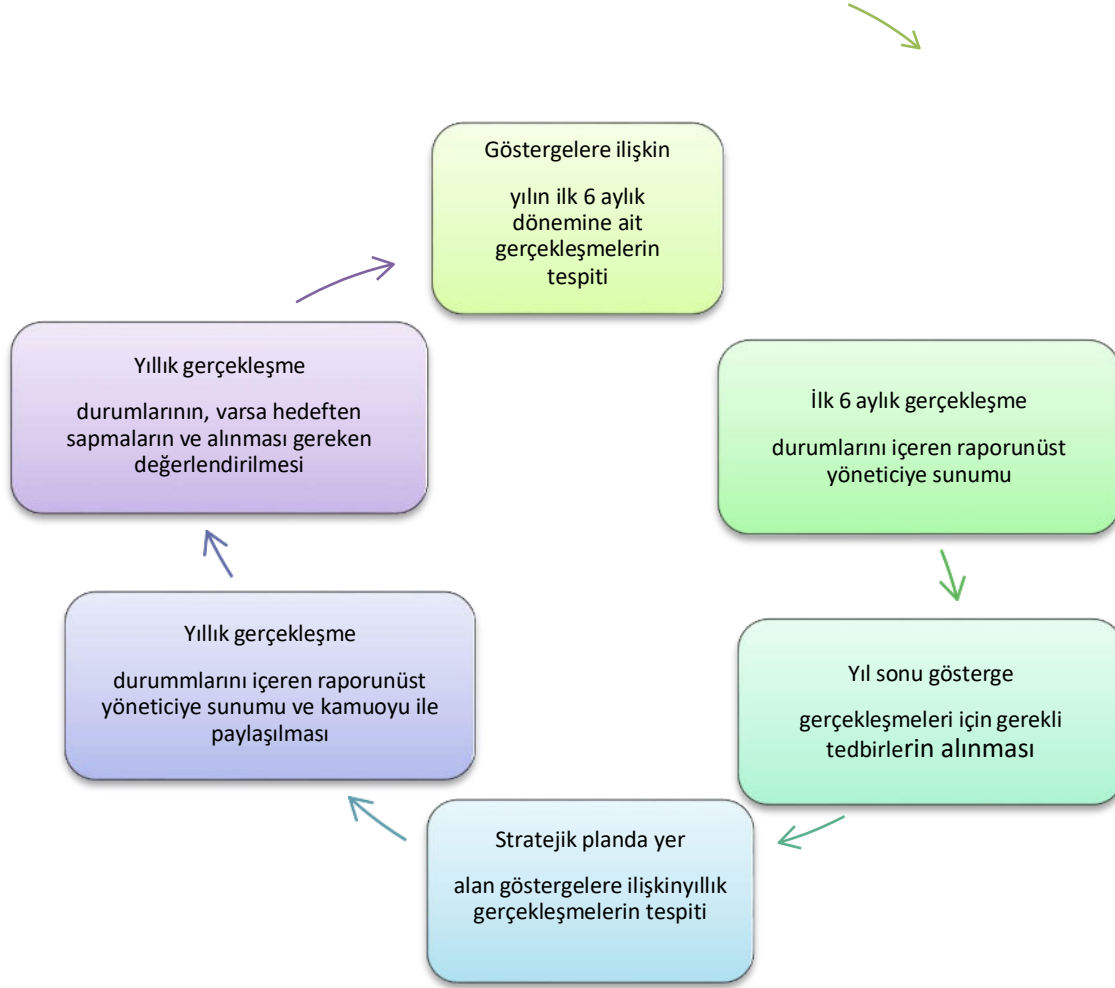 Göstergelere ilişkin
yılın ilk 6 aylık
dönemine ait
gerçekleşmelerin
tespiti
İlk 6 aylık gerçekleşme
durumlarını içeren raporunüst
yöneticiye sunumu
Yıl sonu gösterge
gerçekleşmeleri için gerekli
tedbirlerin alınması
Stratejik planda yer
alan göstergelere ilişkinyıllık
gerçekleşmelerin tespiti
Yıllık gerçekleşme
durummlarını içeren raporunüst
yöneticiye sunumu ve kamuoyu ile
paylaşılması
Yıllık gerçekleşme
durumlarının, varsa hedeften
sapmaların ve alınması gereken
değerlendirilmesi